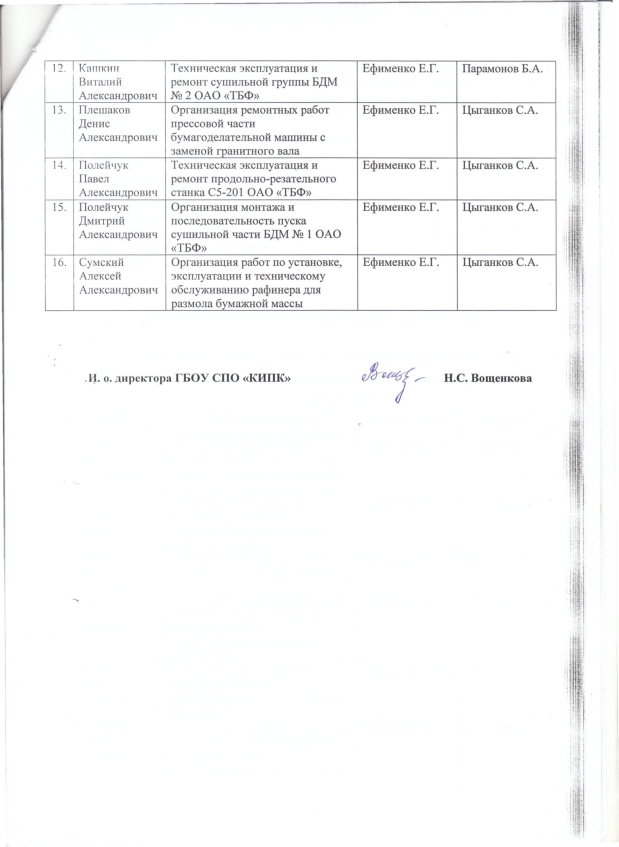 12. Кашкин Техническая эксплуатация и Ефименко Е.Г. Парамонов Б.А.
Виталий ремонт сушильной группы БДМ
Александрович № 2 ОАО «ТБФ»
13. Плешаков Организация ремонтных работ Ефименко Е.Г. Цыганков С.А.
Денис прессовой части
Александрович бумагоделательной машины с
заменой гранитного вала
14. Полейчук Техническая эксплуатация и Ефименко Е.Г. Цыганков С.А.
Павел ремонт продольно-резательного
Александрович станка С5-201 ОАО «ТБФ»
15. Полейчук Организация монтажа и Ефименко Е.Г. Цыганков С.А.
Дмитрий последовательность пуска
Александрович сушильной части БДМ № 1 ОАО
«ТБФ»
16. Сумский Организация работ по установке, Ефименко Е.Г. Цыганков С.А.
Алексей эксплуатации и техническому
Александрович обслуживанию рафинера для
размола бумажной массы
И. о. директора ГБОУ СПО «КИПК» Н.С. Вощенкова